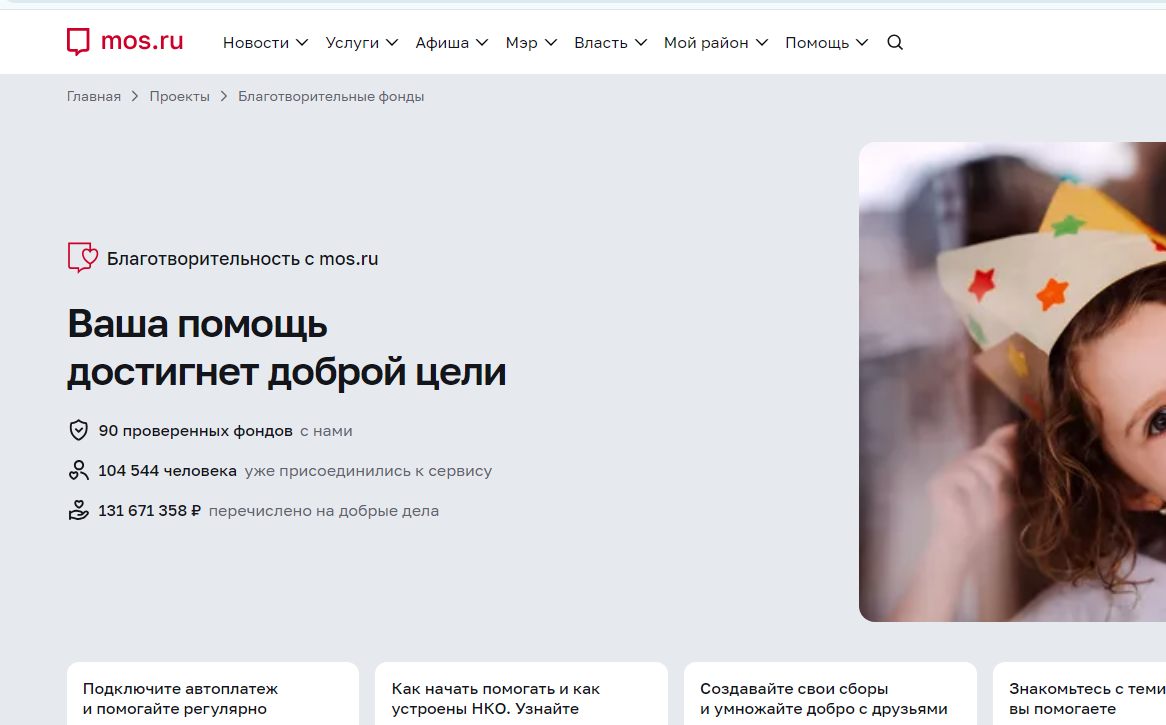 mos.ru
Новости Услуги Афиша Мэр Власть Мой район Помощь
Главная Проекты Благотворительные фонды
Благотворительность с mos.ru
Ваша помощь
достигнет доброй цели
90 проверенных фондов с нами
104 544 человека уже присоединились к сервису
131 671 358 ₽ перечислено на добрые дела
Подключите автоплатеж
и помогайте регулярно
Как начать помогать и как
устроены НКО. Узнайте
Создавайте свои сборы
и умножайте добро с друзьями
Знакомьтесь с теми
вы помогаете